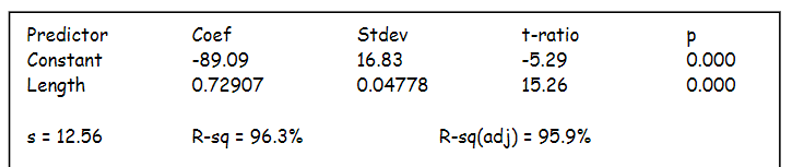 Predictor Coef Stdev t-ratio p
Constant -89.09 16.83 -5.29 0.000
Length 0.72907 0.04778 15.26 0.000
s = 12.56 R-sq = 96.3% R-sq(adj) = 95.9%